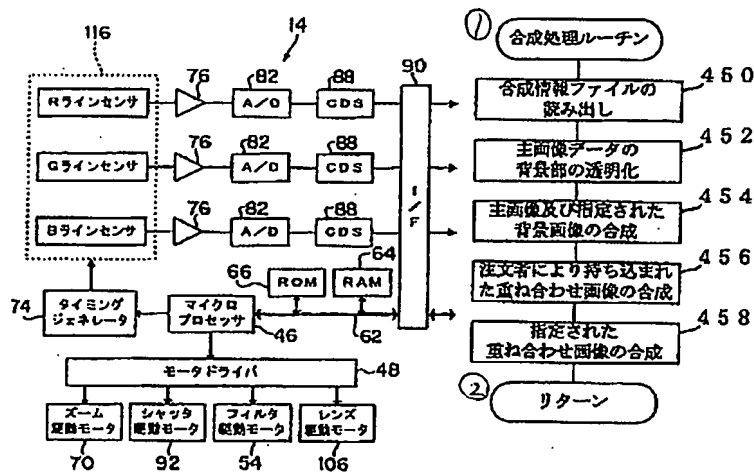 116
14
76
82
88
90
Rラインセンサ
A/D
CDS
76
82
88
Gラインセンサ
A/D
CDS
76
82
88
Bラインセンサ
A/D
CDS
I/F
66
ROM
64
RAM
74
タイミング
ジェネレータ
マイクロ
プロセッサ
46
62
モータドライバ
48
ズーム
駆動モータ
シャッタ
駆動モータ
フィルタ
駆動モータ
レンズ
駆動モータ
70
92
54
106
①
合成処理ルーチン
450
合成情報ファイルの
読み出し
452
主画像データの
背景部の透明化
454
主画像及び指定された
背景画像の合成
456
注文者により持ち込まれ
た重ね合わせ画像の合成
458
指定された
重ね合わせ画像の合成
②
リターン